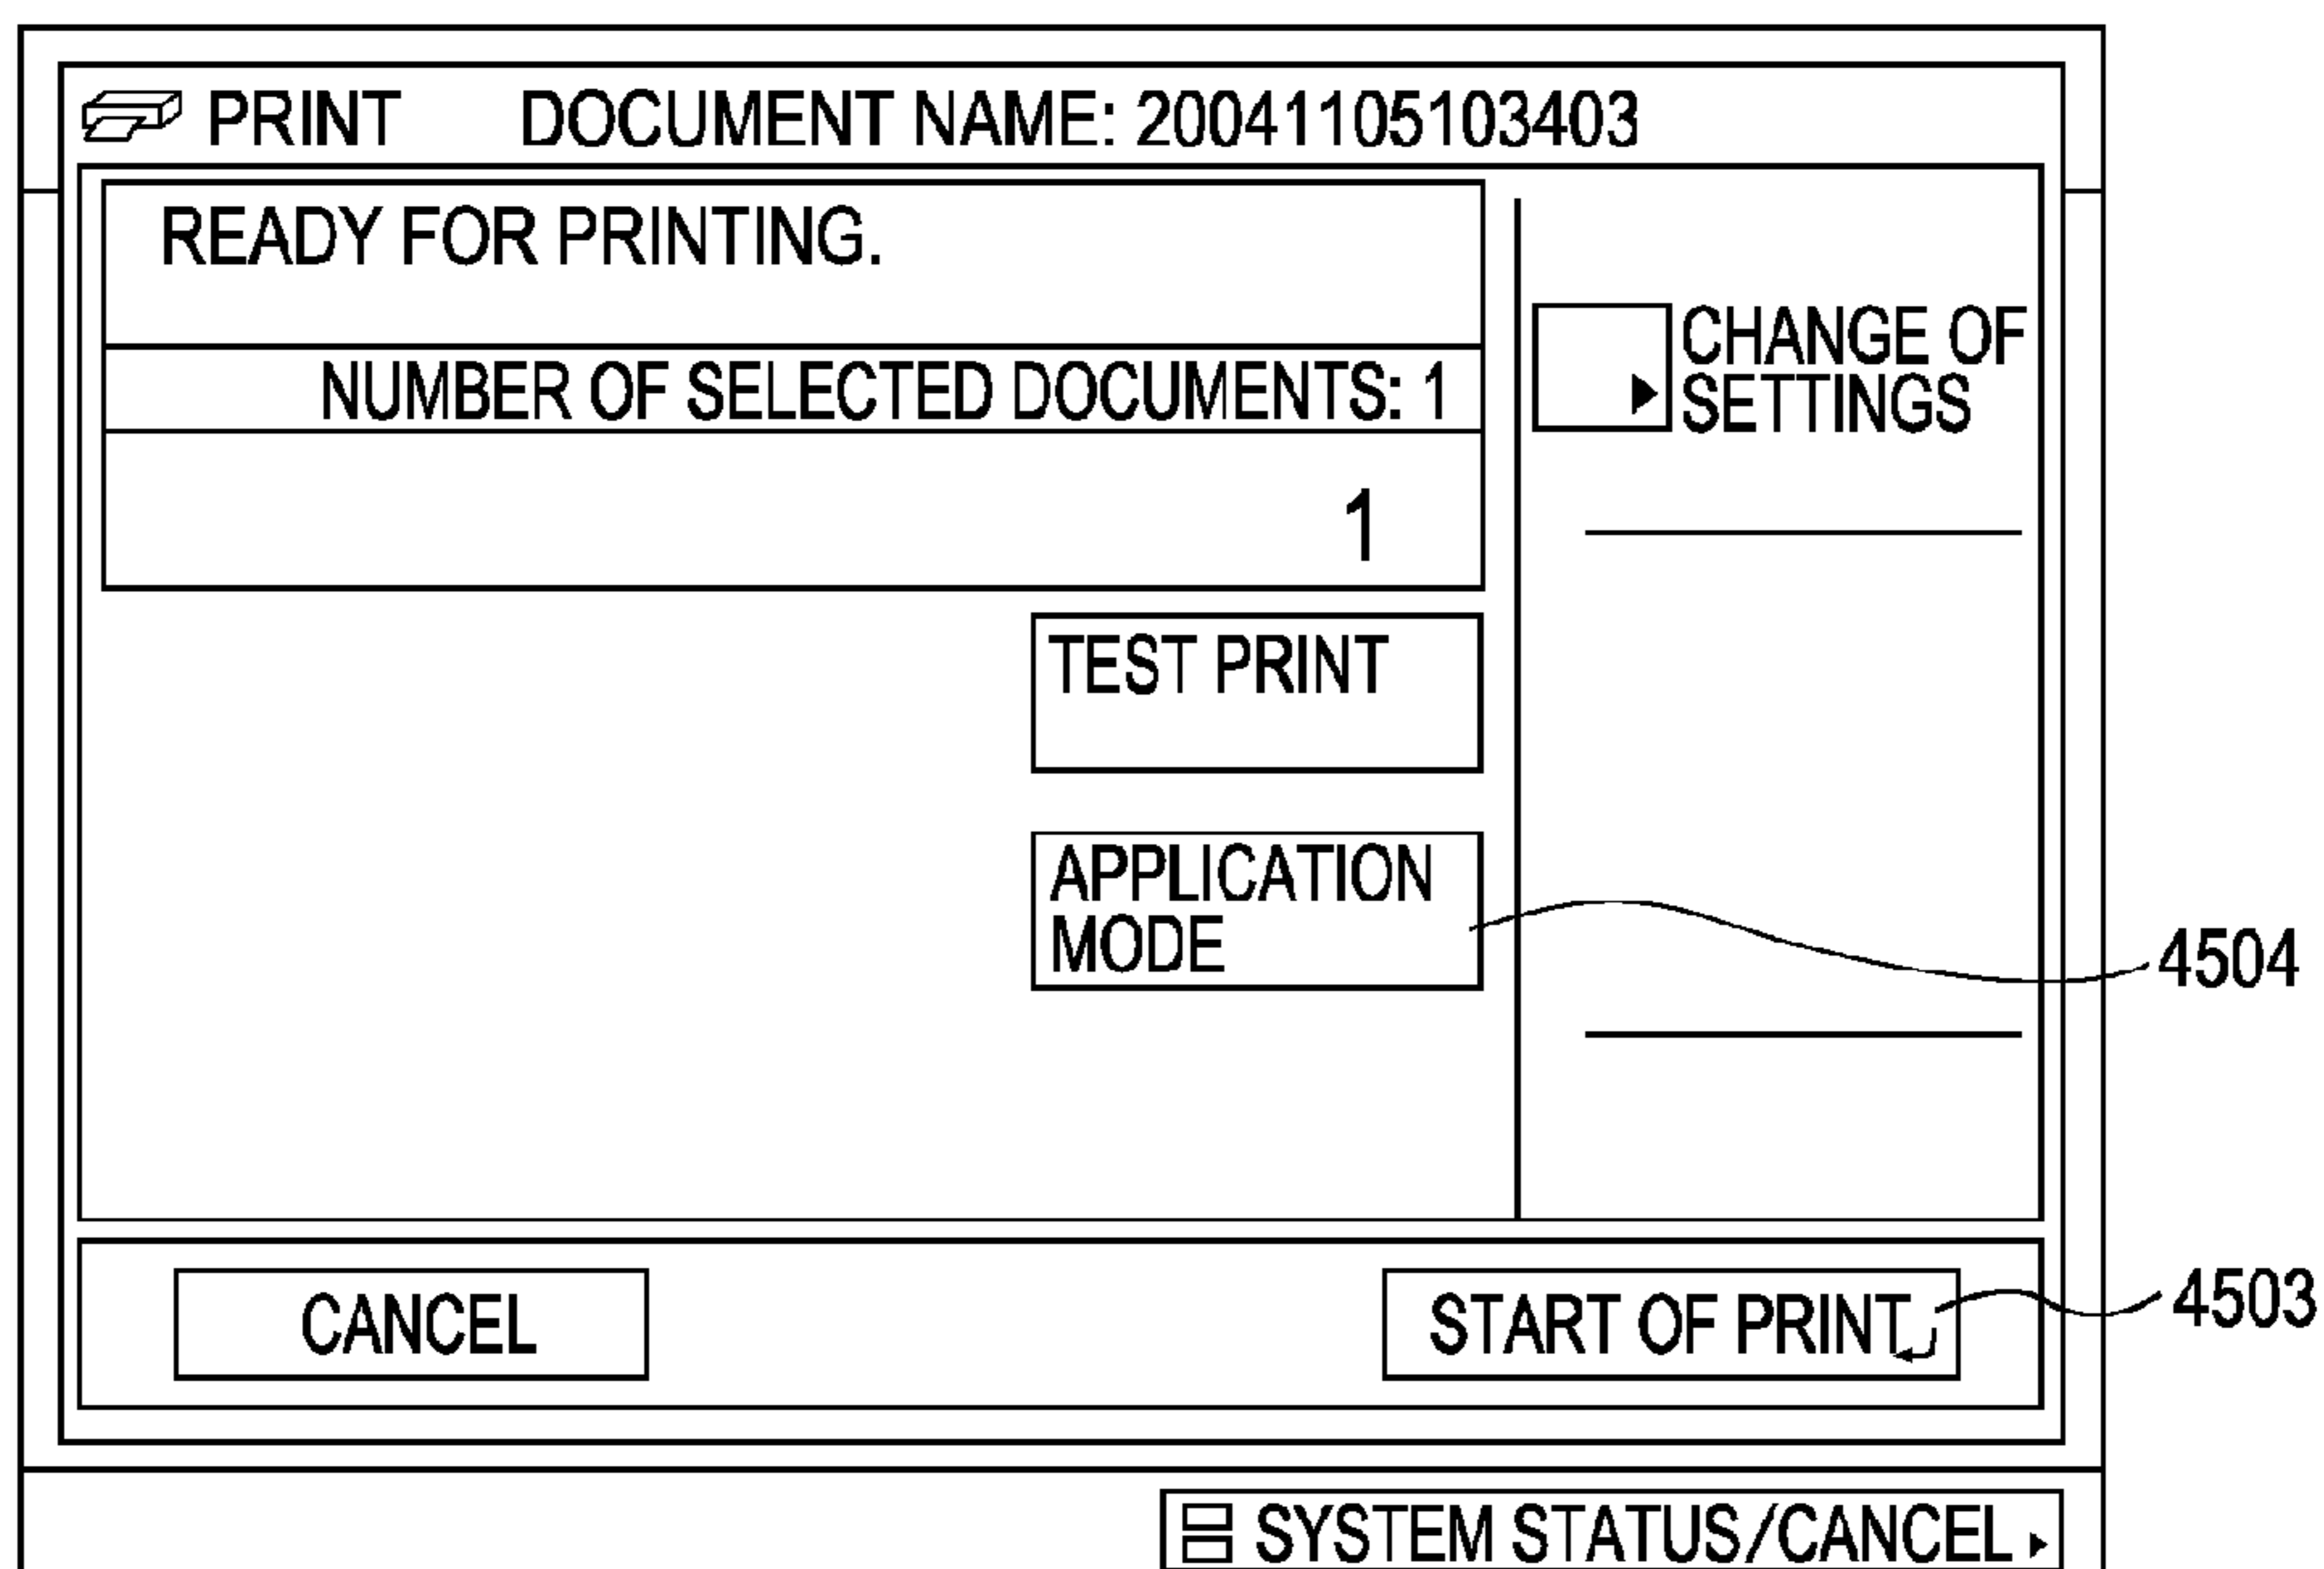 PRINT DOCUMENT NAME: 20041105103403
READY FOR PRINTING.
NUMBER OF SELECTED DOCUMENTS: 1
1
CHANGE OF
SETTINGS
TEST PRINT
APPLICATION
MODE
4504
CANCEL
START OF PRINT
4503
SYSTEM STATUS/CANCEL